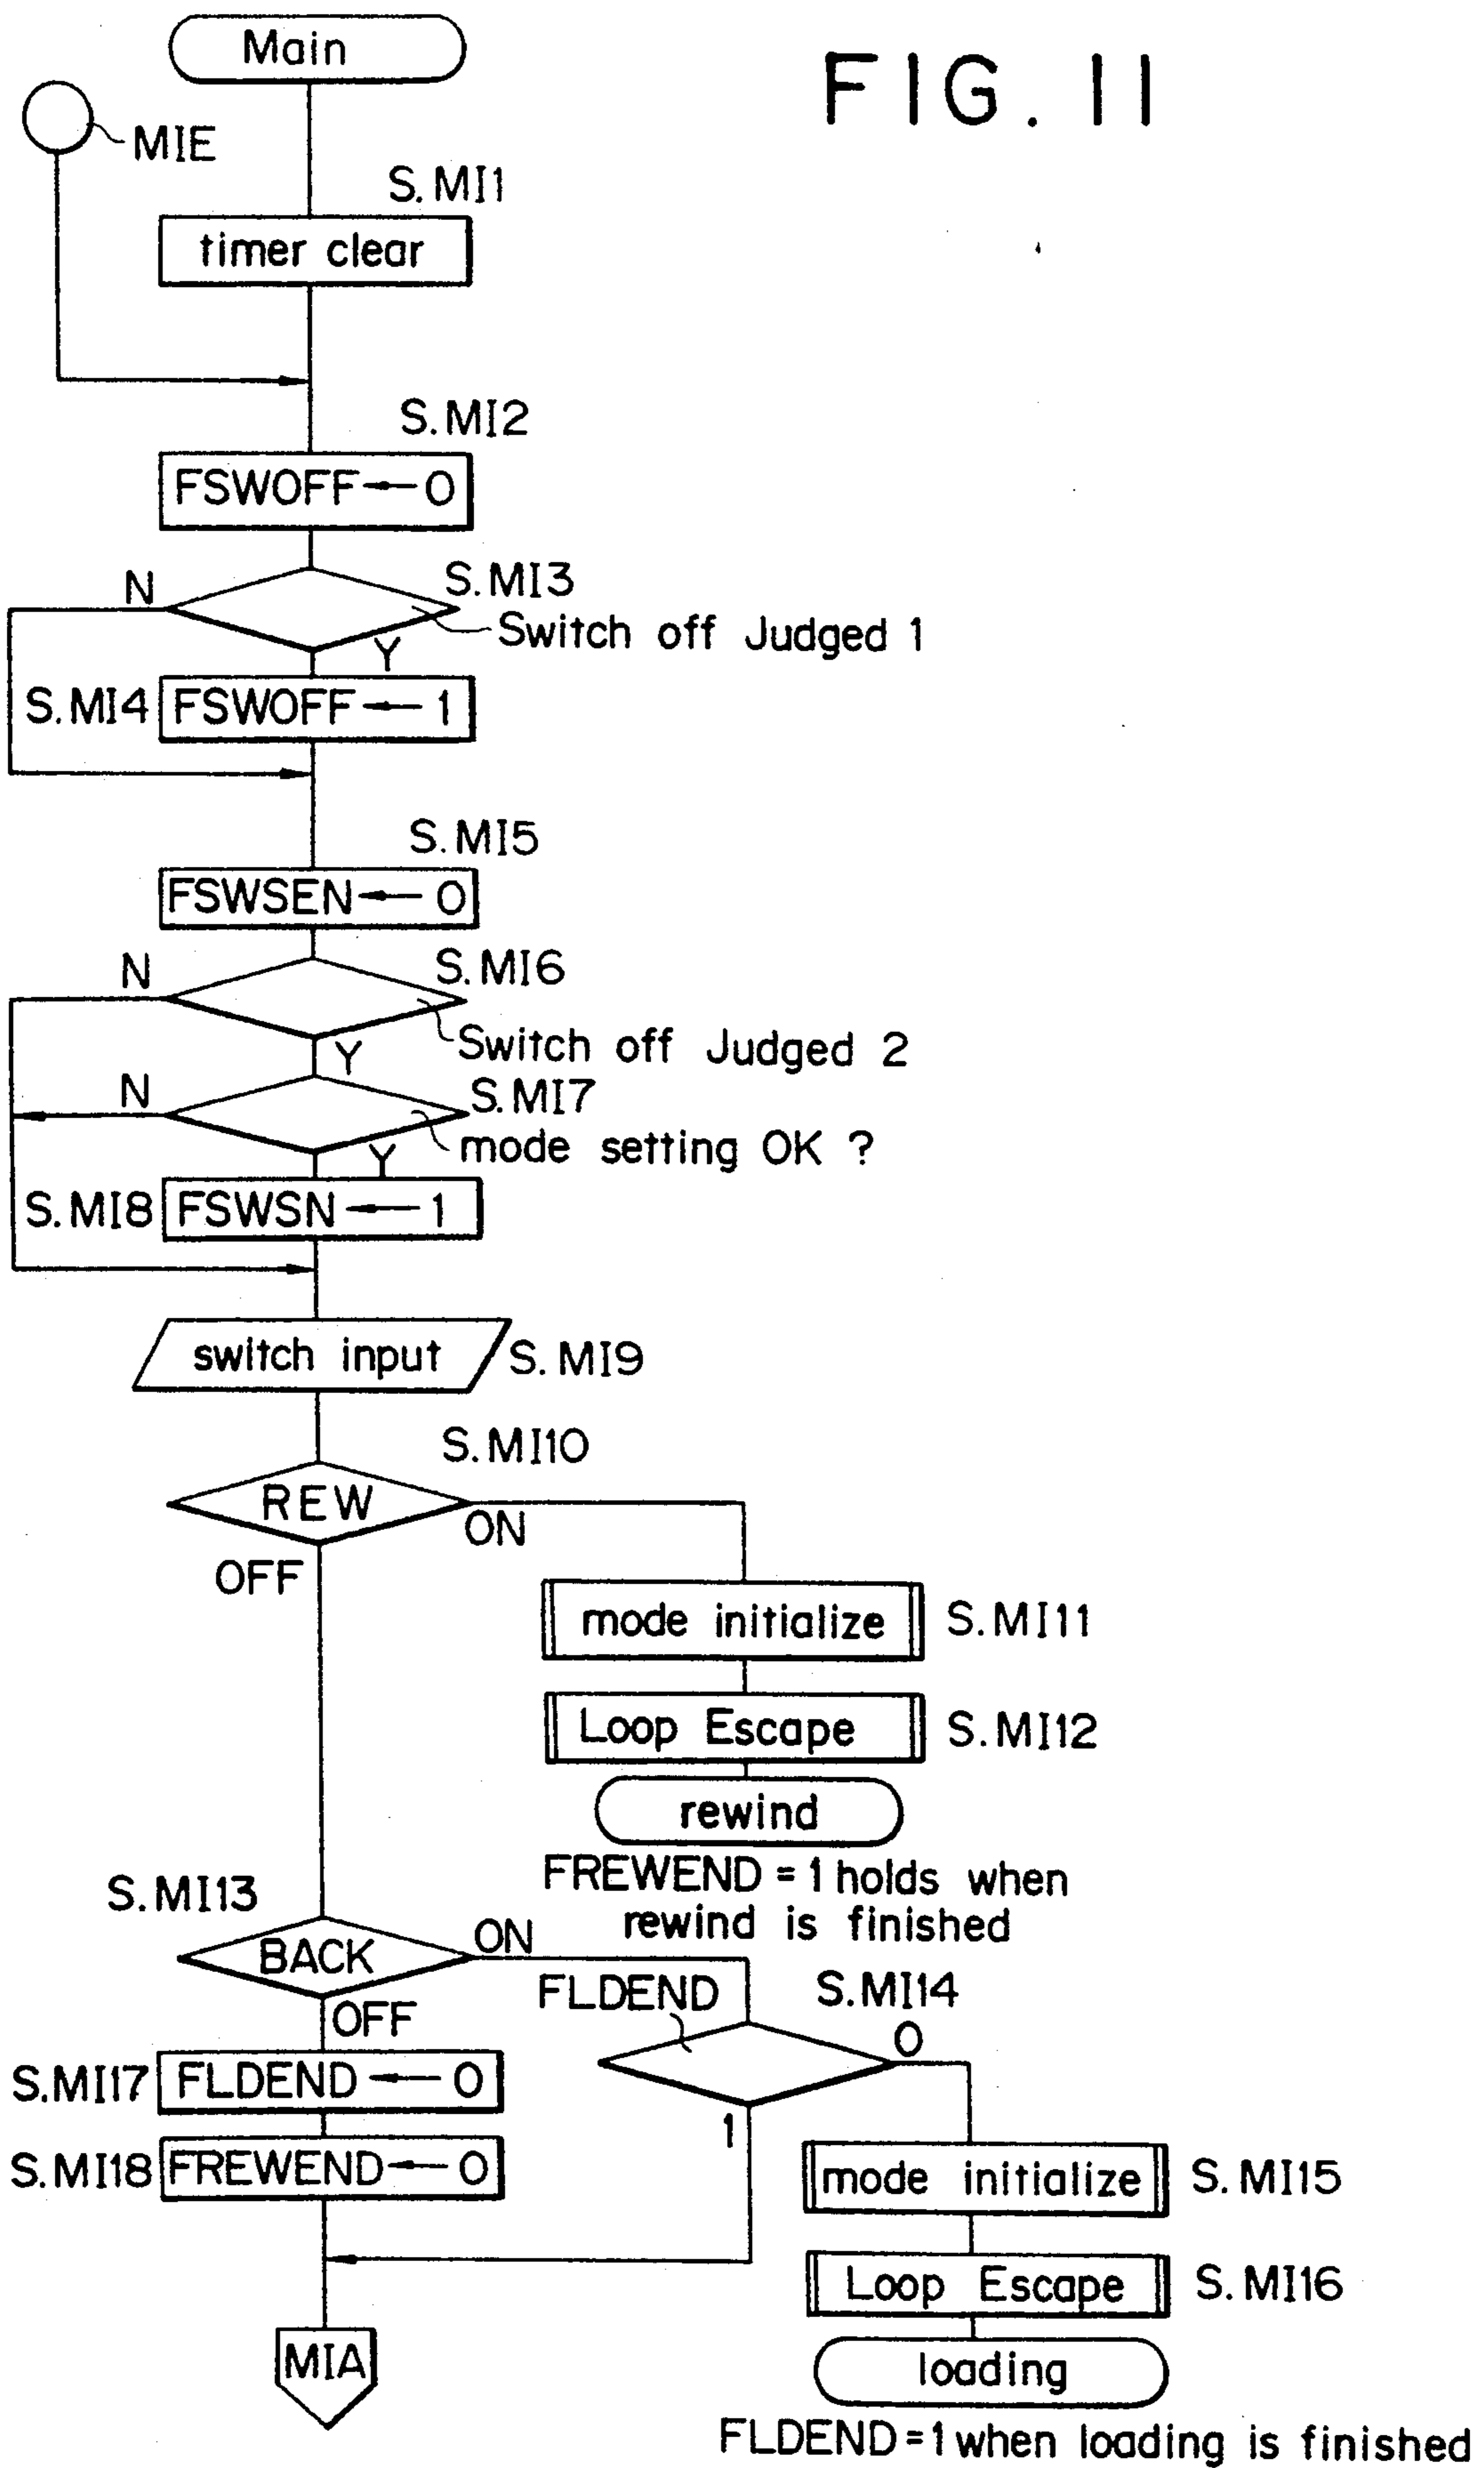 Main
FIG. 11
MIE
S.MI1
timer clear
S.MI2
FSWOFF ← 0
N
S.MI3
Switch off Judged 1
Y
S.MI4
FSWOFF ← 1
S.MI5
FSWSEN ← 0
N
S.MI6
Switch off Judged 2
Y
N
S.MI7
mode setting OK ?
Y
S.MI8
FSWSN ← 1
switch input
S.MI9
S.MI10
REW
ON
OFF
mode initialize
S.MI11
Loop Escape
S.MI12
rewind
FREWEND = 1 holds when
rewind is finished
S.MI13
BACK
ON
OFF
FLDEND
S.MI14
0
1
S.MI17
FLDEND ← 0
S.MI18
FREWEND ← 0
mode initialize
S.MI15
Loop Escape
S.MI16
MIA
loading
FLDEND = 1 when loading is finished